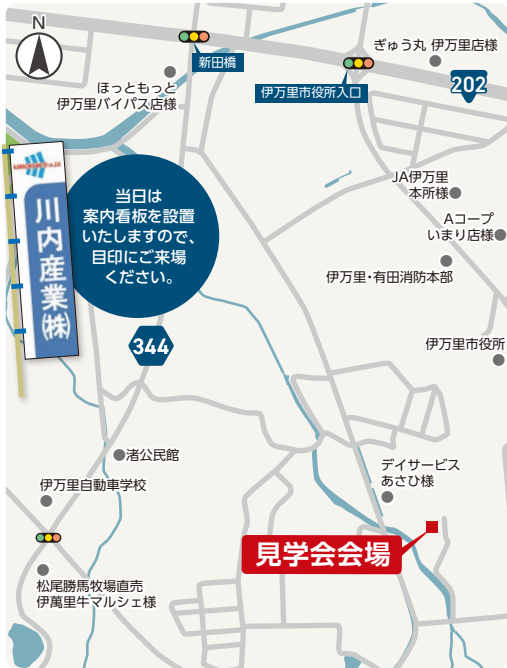 N
新田橋
ぎゅう丸 伊万里店様
202
伊万里市役所入口
ほっともっと
伊万里バイパス店様
川内産業㈱
当日は
案内看板を設置
いたしますので、
目印にご来場
ください。
JA伊万里
本所様
Aコープ
いまり店様
伊万里・有田消防本部
344
伊万里市役所
渚公民館
デイサービス
あさひ様
伊万里自動車学校
見学会会場
松尾勝馬牧場直売
伊萬里牛マルシェ様